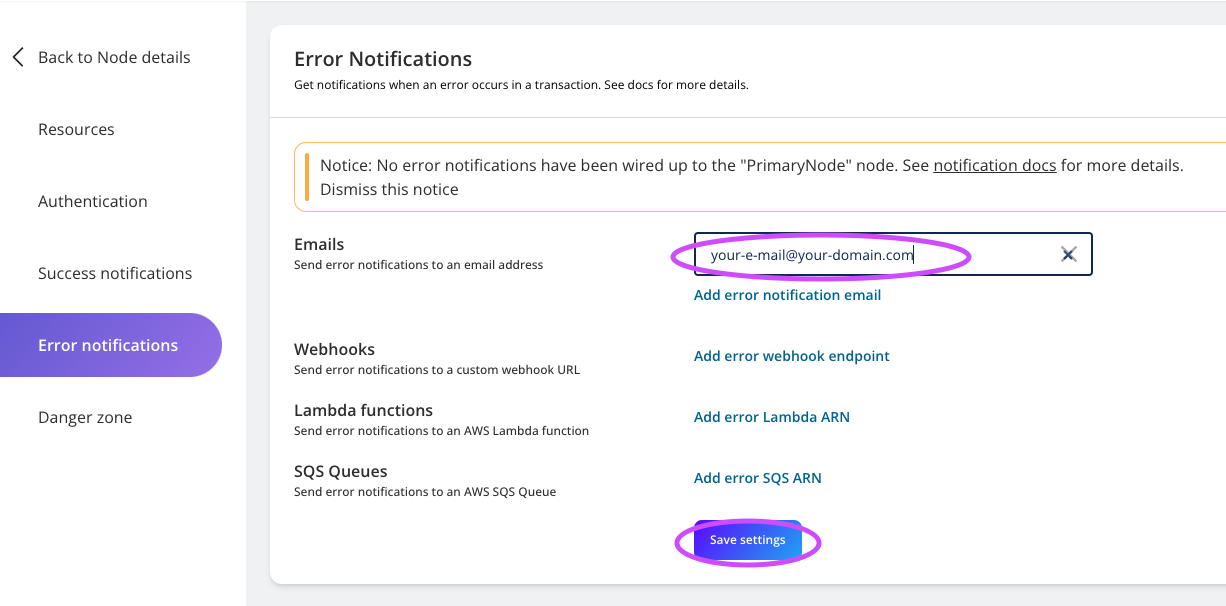 Back to Node details
Resources
Authentication
Success notifications
Error notifications
Danger zone
Error Notifications
Get notifications when an error occurs in a transaction. See docs for more details.
Notice: No error notifications have been wired up to the "PrimaryNode" node. See notification docs for more details.
Dismiss this notice
Emails
Send error notifications to an email address
your-e-mail@your-domain.com
Add error notification email
Webhooks
Send error notifications to a custom webhook URL
Add error webhook endpoint
Lambda functions
Send error notifications to an AWS Lambda function
Add error Lambda ARN
SQS Queues
Send error notifications to an AWS SQS Queue
Add error SQS ARN
Save settings